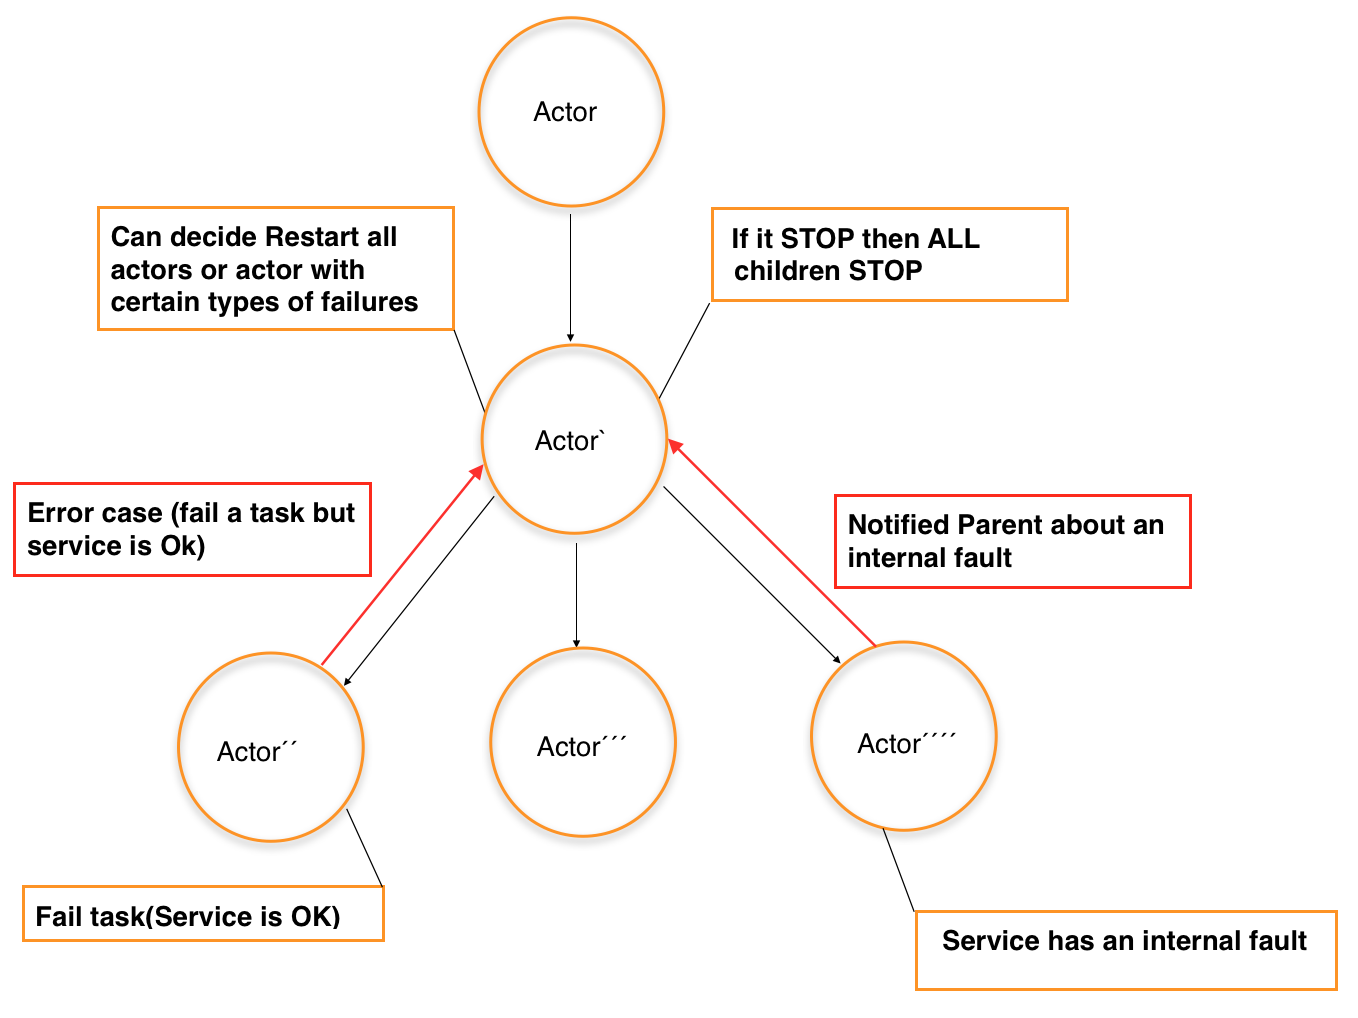 Actor
Can decide Restart all
actors or actor with
certain types of failures
If it STOP then ALL
children STOP
Actor`
Error case (fail a task but
service is Ok)
Notified Parent about an
internal fault
Actor´´
Actor´´´
Actor´´´´
Fail task(Service is OK)
Service has an internal fault